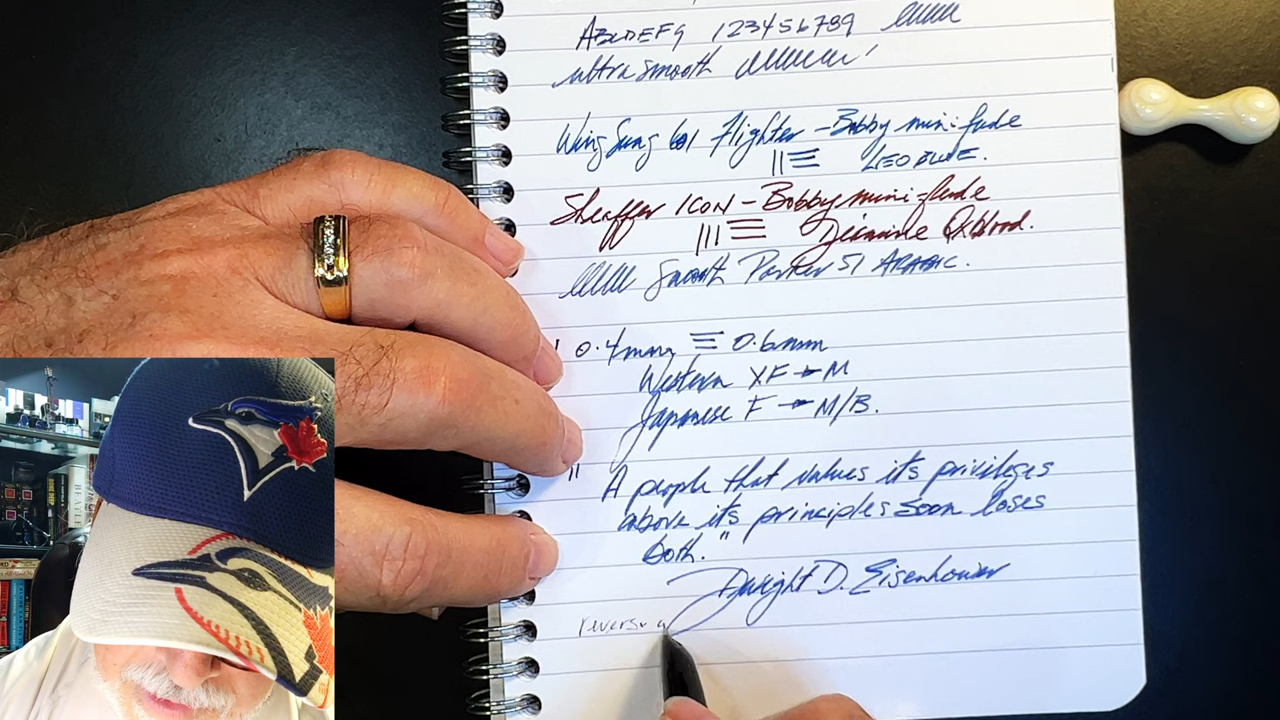 ABCDEFG 123456789
ultra smooth
Wing Sung 601 Flighter - Bobby mini fude
LEO BLUE.
Sheaffer ICON - Bobby mini-fude
Diamine Oxblood.
Smooth Parker 51 ARABIC.
0.4mm ≡ 0.6mm
Western XF → M
Japanese F → M/B.
" A people that values its privileges
above its principles soon loses
both."
Dwight D. Eisenhower
reverse